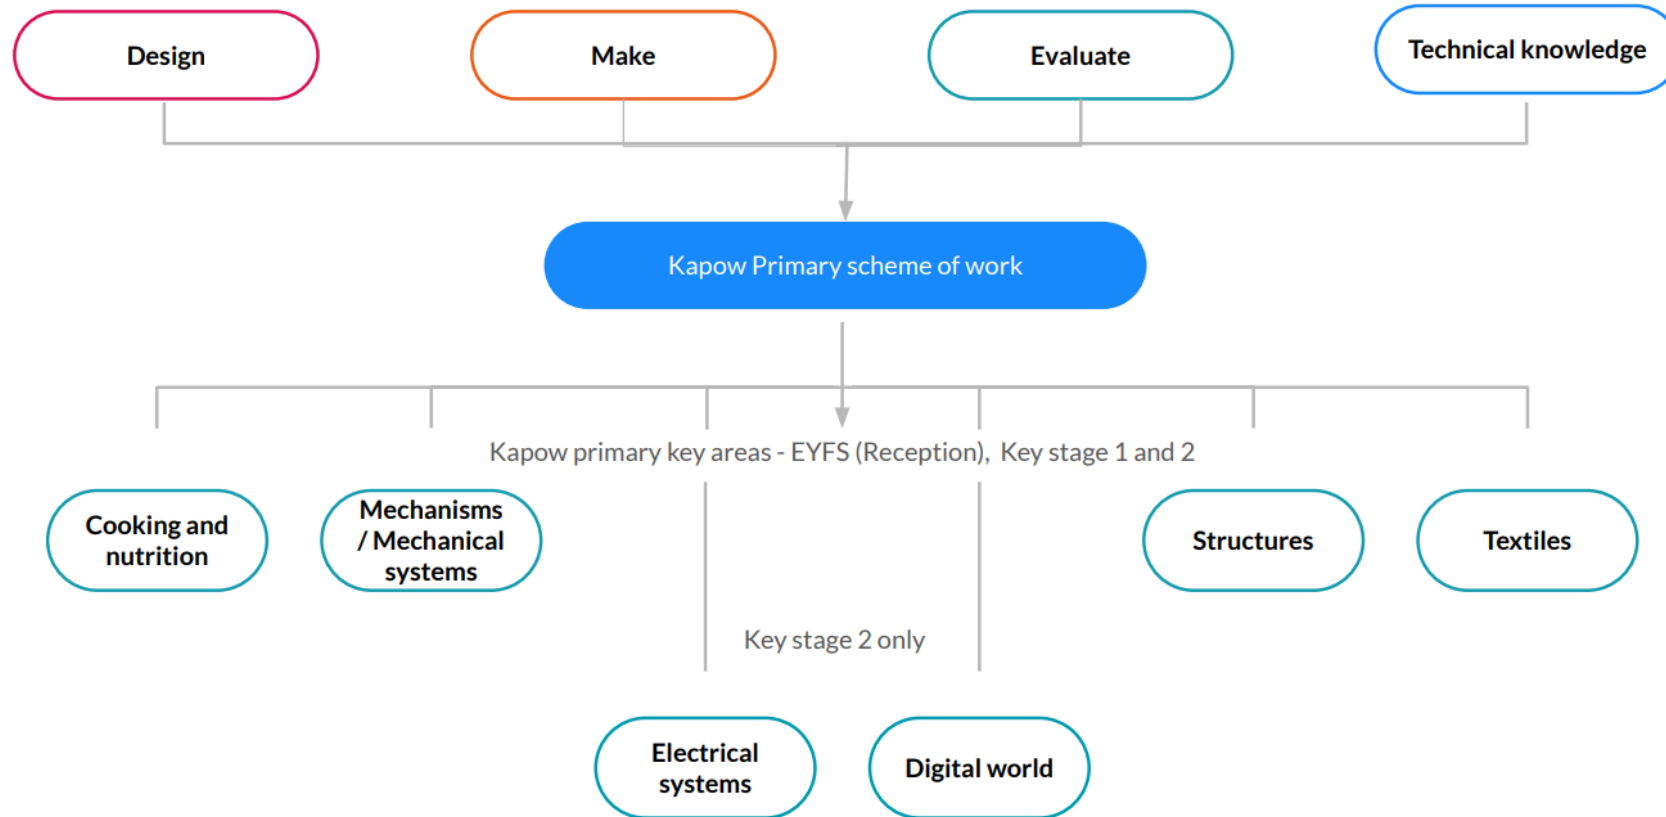 Design
Make
Evaluate
Technical knowledge
Kapow Primary scheme of work
Kapow primary key areas - EYFS (Reception), Key stage 1 and 2
Cooking and
nutrition
Mechanisms
/ Mechanical
systems
Structures
Textiles
Key stage 2 only
Electrical
systems
Digital world